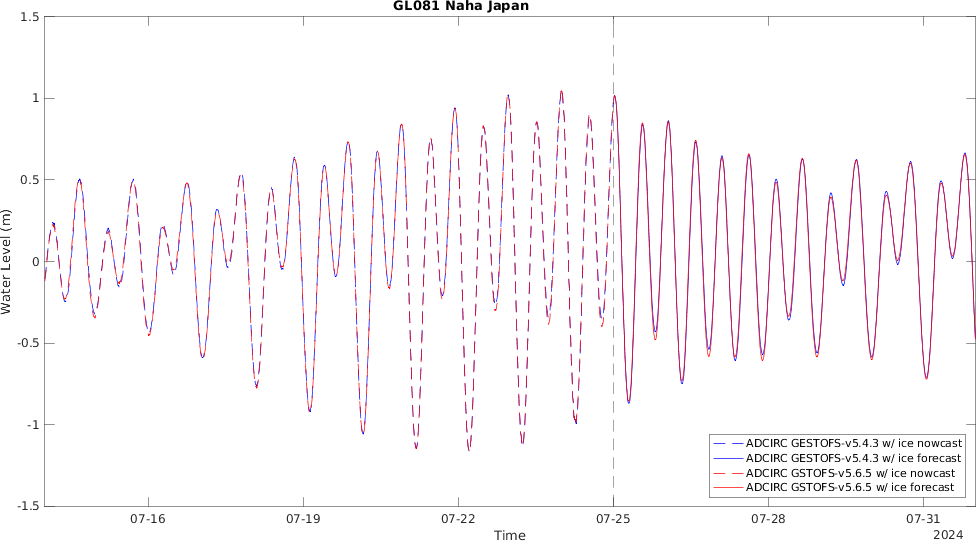 GL081 Naha Japan
1.5
1
0.5
0
-0.5
-1
-1.5
Water Level (m)
07-16
07-19
07-22
07-25
07-28
07-31
2024
Time
ADCIRC GESTOFS-v5.4.3 w/ ice nowcast
ADCIRC GESTOFS-v5.4.3 w/ ice forecast
ADCIRC GSTOFS-v5.6.5 w/ ice nowcast
ADCIRC GSTOFS-v5.6.5 w/ ice forecast